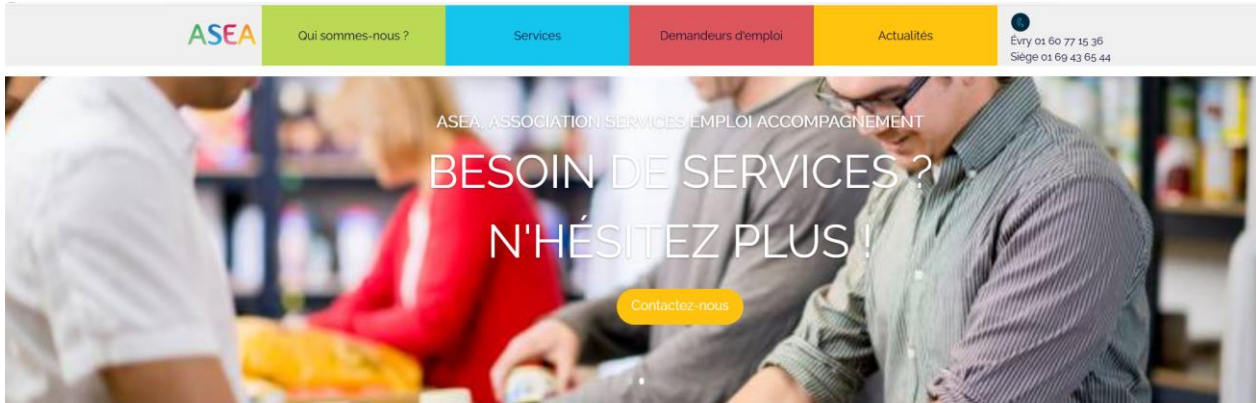 ASEA
Qui sommes-nous ?
Services
Demandeurs d'emploi
Actualités
Évry 01 60 77 15 36
Siège 01 69 43 65 44
ASEA, ASSOCIATION SERVICES EMPLOI ACCOMPAGNEMENT
BESOIN DE SERVICES ?
N'HÉSITEZ PLUS !
Contactez-nous